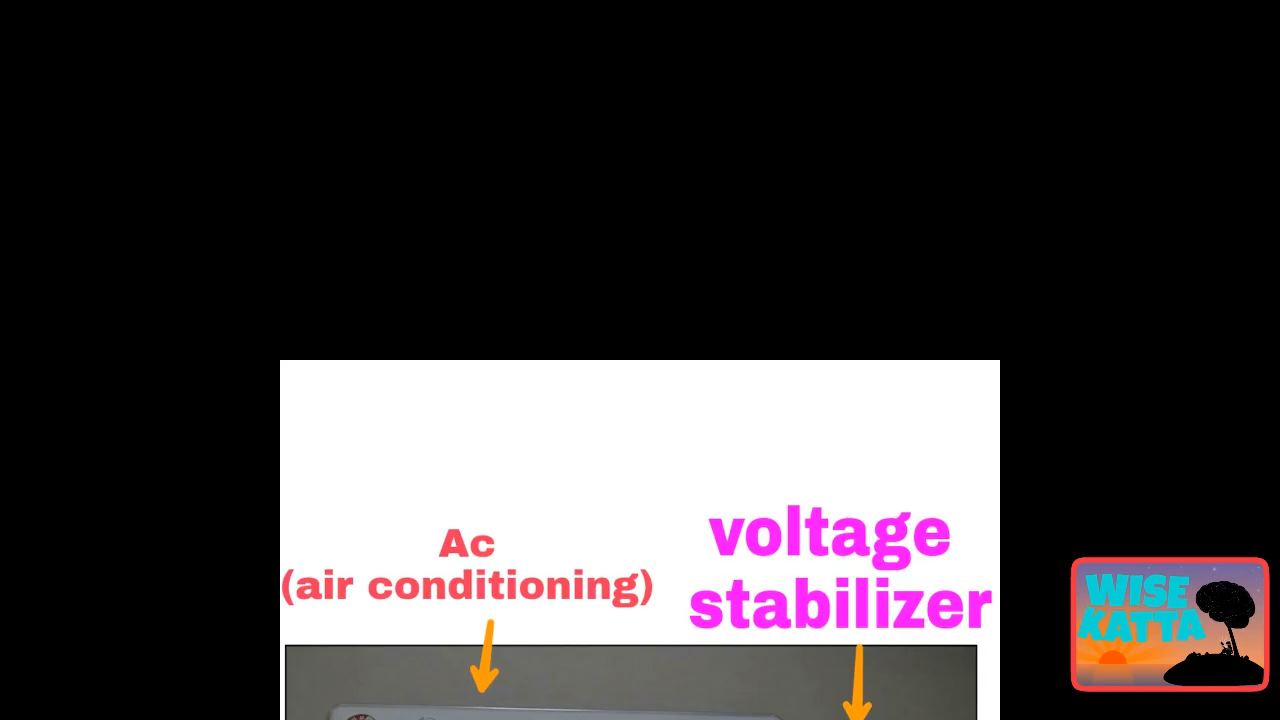 Ac
(air conditioning)
voltage
stabilizer
WISE
KATTA